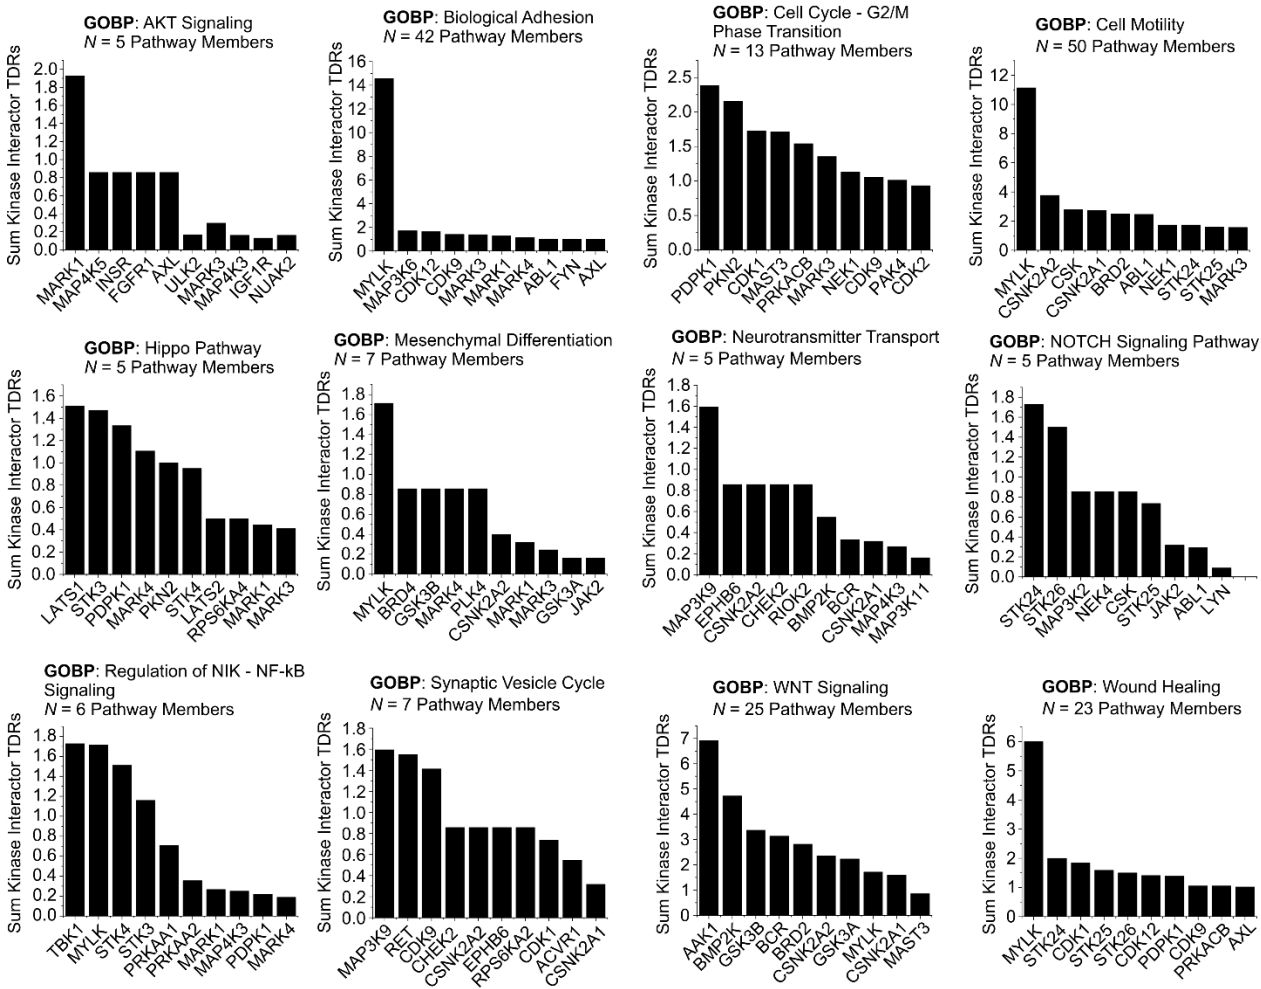 GOBP: AKT Signaling
N = 5 Pathway Members
Sum Kinase Interactor TDRs
2.0
1.8
1.6
1.4
1.2
1.0
0.8
0.6
0.4
0.2
0.0
MARK1
MAP4K5
INSR
FGFR1
AXL
ULK2
MARK3
MAP4K3
IGF1R
NUAK2
GOBP: Biological Adhesion
N = 42 Pathway Members
Sum Kinase Interactor TDRs
16
14
12
10
8
6
4
2
0
MYLK
MAP3K6
CDK12
CDK9
MARK3
MARK1
MARK4
ABL1
FYN
AXL
GOBP: Cell Cycle - G2/M
Phase Transition
N = 13 Pathway Members
Sum Kinase Interactor TDRs
2.5
2.0
1.5
1.0
0.5
0.0
PDPK1
PKN2
CDK1
MAST3
PRKACB
MARK3
NEK1
CDK9
PAK4
CDK2
GOBP: Cell Motility
N = 50 Pathway Members
Sum Kinase Interactor TDRs
12
10
8
6
4
2
0
MYLK
CSNK2A2
CSK
CSNK2A1
BRD2
ABL1
NEK1
STK24
STK25
MARK3
GOBP: Hippo Pathway
N = 5 Pathway Members
Sum Kinase Interactor TDRs
1.6
1.4
1.2
1.0
0.8
0.6
0.4
0.2
0.0
LATS1
STK3
PDPK1
MARK4
PKN2
STK4
LATS2
RPS6KA4
MARK1
MARK3
GOBP: Mesenchymal Differentiation
N = 7 Pathway Members
Sum Kinase Interactor TDRs
1.8
1.6
1.4
1.2
1.0
0.8
0.6
0.4
0.2
0.0
MYLK
BRD4
GSK3B
MARK4
PLK4
CSNK2A2
MARK1
MARK3
GSK3A
JAK2
GOBP: Neurotransmitter Transport
N = 5 Pathway Members
Sum Kinase Interactor TDRs
1.8
1.6
1.4
1.2
1.0
0.8
0.6
0.4
0.2
0.0
MAP3K9
EPHB6
CSNK2A2
CHEK2
RIOK2
BMP2K
BCR
CSNK2A1
MAP4K3
MAP3K11
GOBP: NOTCH Signaling Pathway
N = 5 Pathway Members
Sum Kinase Interactor TDRs
1.8
1.6
1.4
1.2
1.0
0.8
0.6
0.4
0.2
0.0
STK24
STK26
MAP3K2
NEK4
CSK
STK25
JAK2
ABL1
LYN
GOBP: Regulation of NIK - NF-kB
Signaling
N = 6 Pathway Members
Sum Kinase Interactor TDRs
1.8
1.6
1.4
1.2
1.0
0.8
0.6
0.4
0.2
0.0
TBK1
MYLK
STK4
STK3
PRKAA1
PRKAA2
MARK1
MAP4K3
PDPK1
MARK4
GOBP: Synaptic Vesicle Cycle
N = 7 Pathway Members
Sum Kinase Interactor TDRs
1.8
1.6
1.4
1.2
1.0
0.8
0.6
0.4
0.2
0.0
MAP3K9
RET
CDK9
CHEK2
CSNK2A2
EPHB6
RPS6KA2
CDK1
ACVR1
CSNK2A1
GOBP: WNT Signaling
N = 25 Pathway Members
Sum Kinase Interactor TDRs
7
6
5
4
3
2
1
0
AAK1
BMP2K
GSK3B
BCR
BRD2
CSNK2A2
GSK3A
MYLK
CSNK2A1
MAST3
GOBP: Wound Healing
N = 23 Pathway Members
Sum Kinase Interactor TDRs
6
5
4
3
2
1
0
MYLK
STK24
CDK1
STK25
STK26
CDK12
PDPK1
CDK9
PRKACB
AXL